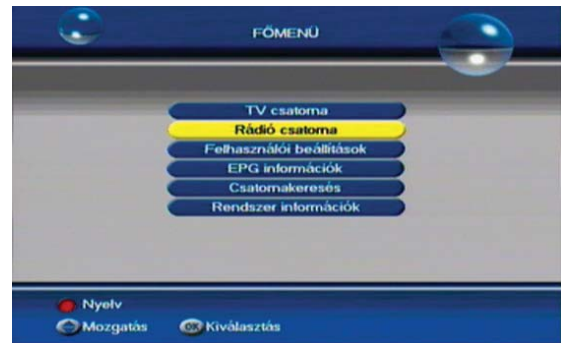 FŐMENÜ
TV csatorna
Rádió csatorna
Felhasználói beállítások
EPG információk
Csatornakeresés
Rendszer információk
Nyelv
Mozgatás OK Kiválasztás